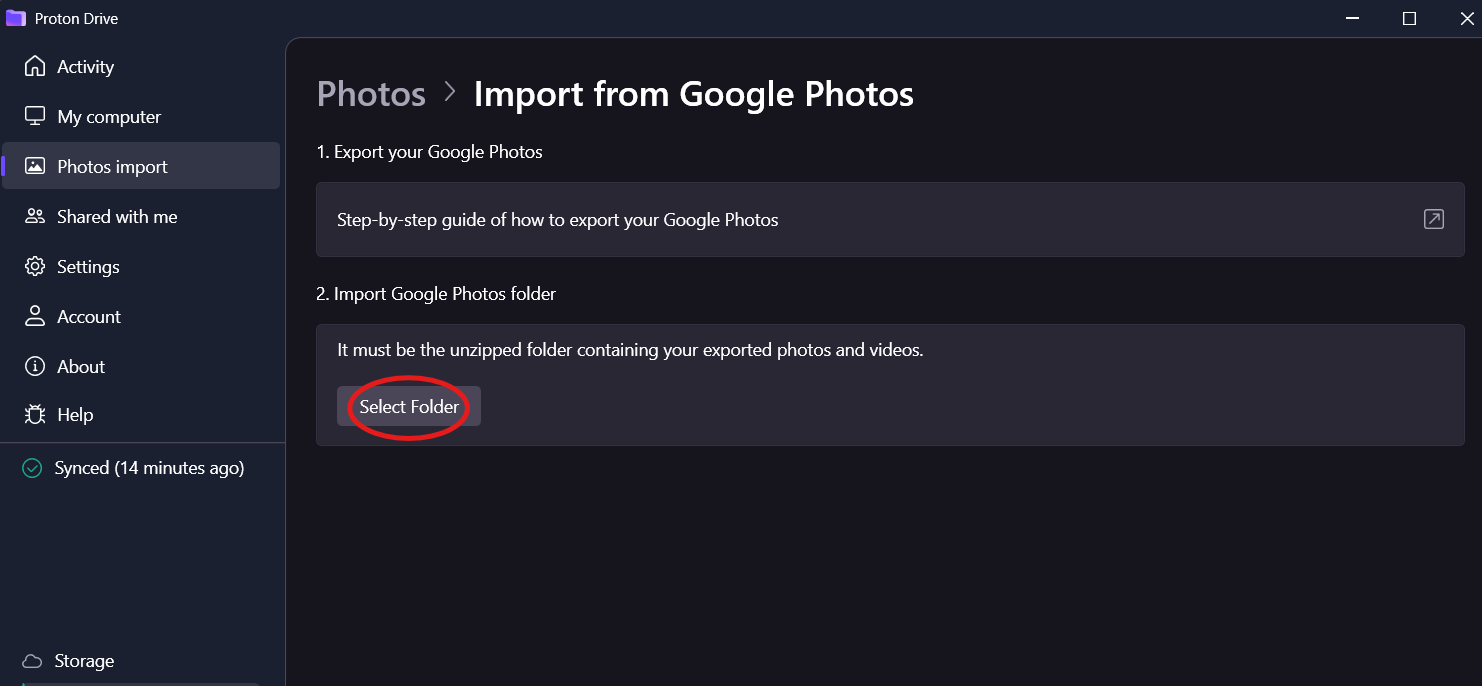 Proton Drive
Activity
My computer
Photos import
Shared with me
Settings
Account
About
Help
Synced (14 minutes ago)
Storage
Photos > Import from Google Photos
1. Export your Google Photos
Step-by-step guide of how to export your Google Photos
2. Import Google Photos folder
It must be the unzipped folder containing your exported photos and videos.
Select Folder